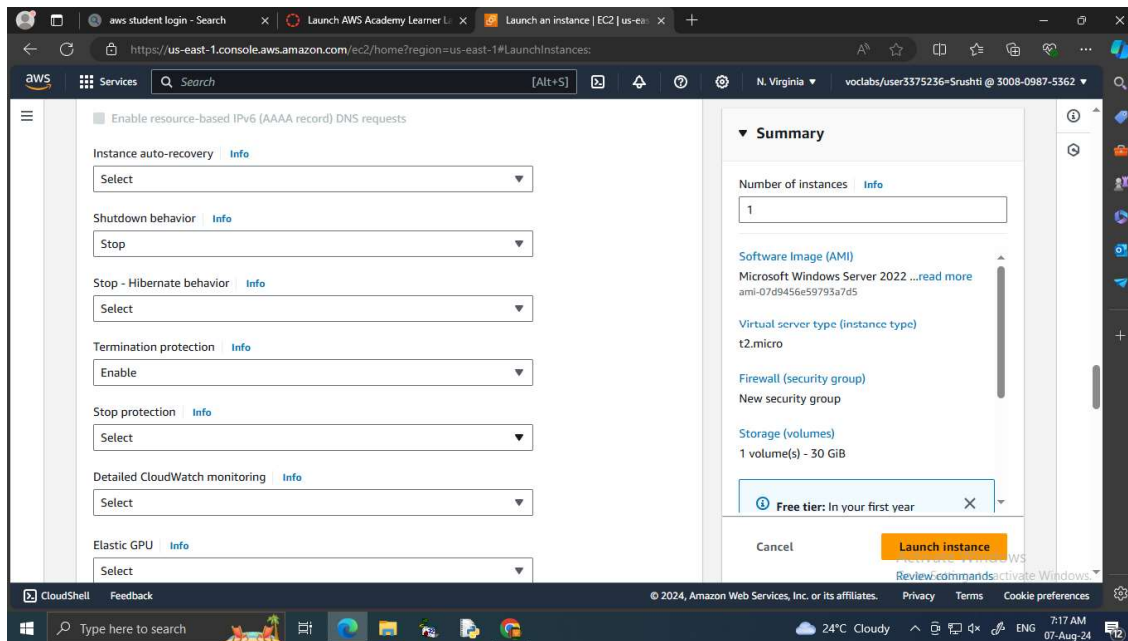 aws student login - Search
Launch AWS Academy Learner L
Launch an instance | EC2 | us-eas
https://us-east-1.console.aws.amazon.com/ec2/home?region=us-east-1#LaunchInstances:
aws Services Search [Alt+S] N. Virginia voclabs/user3375236=Srushti @ 3008-0987-5362
Enable resource-based IPv6 (AAAA record) DNS requests
Instance auto-recovery Info
Select
Shutdown behavior Info
Stop
Stop - Hibernate behavior Info
Select
Termination protection Info
Enable
Stop protection Info
Select
Detailed CloudWatch monitoring Info
Select
Elastic GPU Info
Select
Summary
Number of instances Info
1
Software Image (AMI)
Microsoft Windows Server 2022 ...read more
ami-07d9456e59793a7d5
Virtual server type (instance type)
t2.micro
Firewall (security group)
New security group
Storage (volumes)
1 volume(s) - 30 GiB
Free tier: In your first year
Cancel Launch instance
Review commands
CloudShell Feedback © 2024, Amazon Web Services, Inc. or its affiliates. Privacy Terms Cookie preferences
Type here to search 24°C Cloudy ENG 7:17 AM
07-Aug-24
12